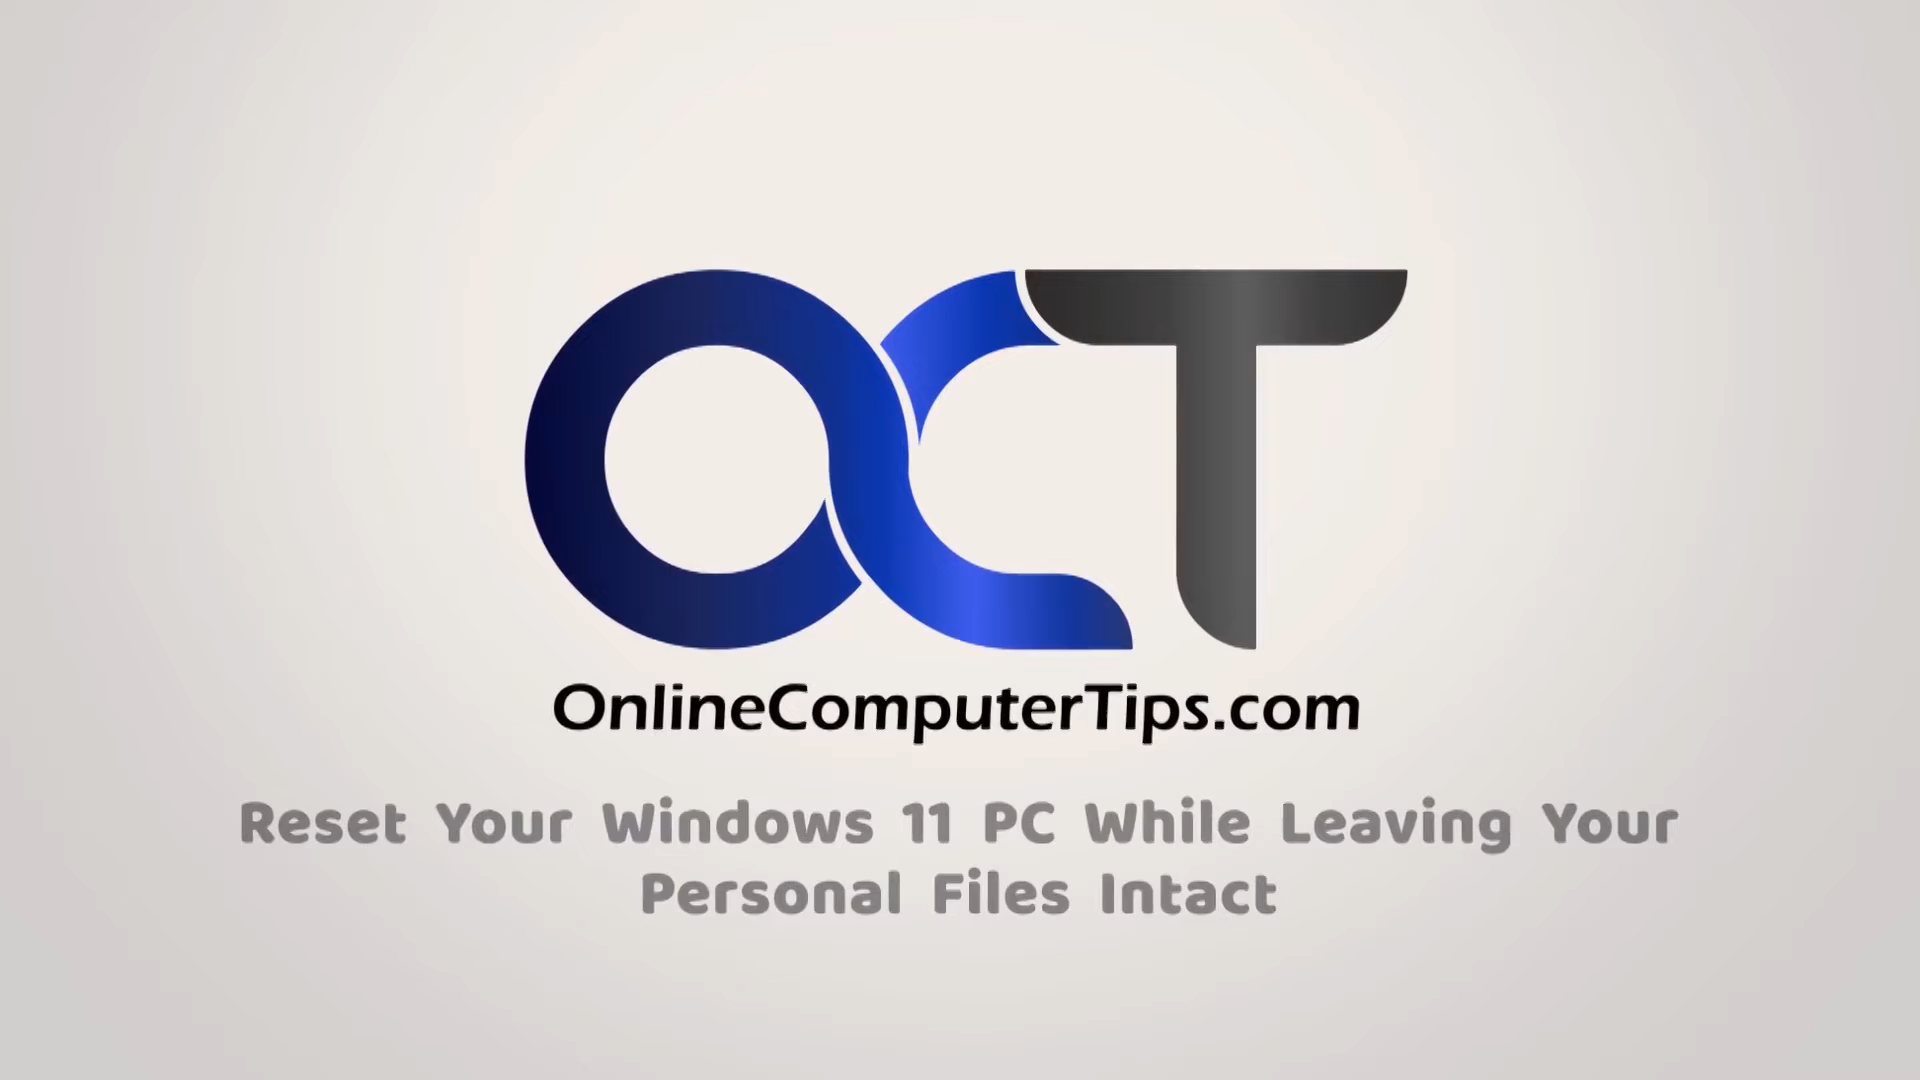 OCT
OnlineComputerTips.com
Reset Your Windows 11 PC While Leaving Your
Personal Files Intact